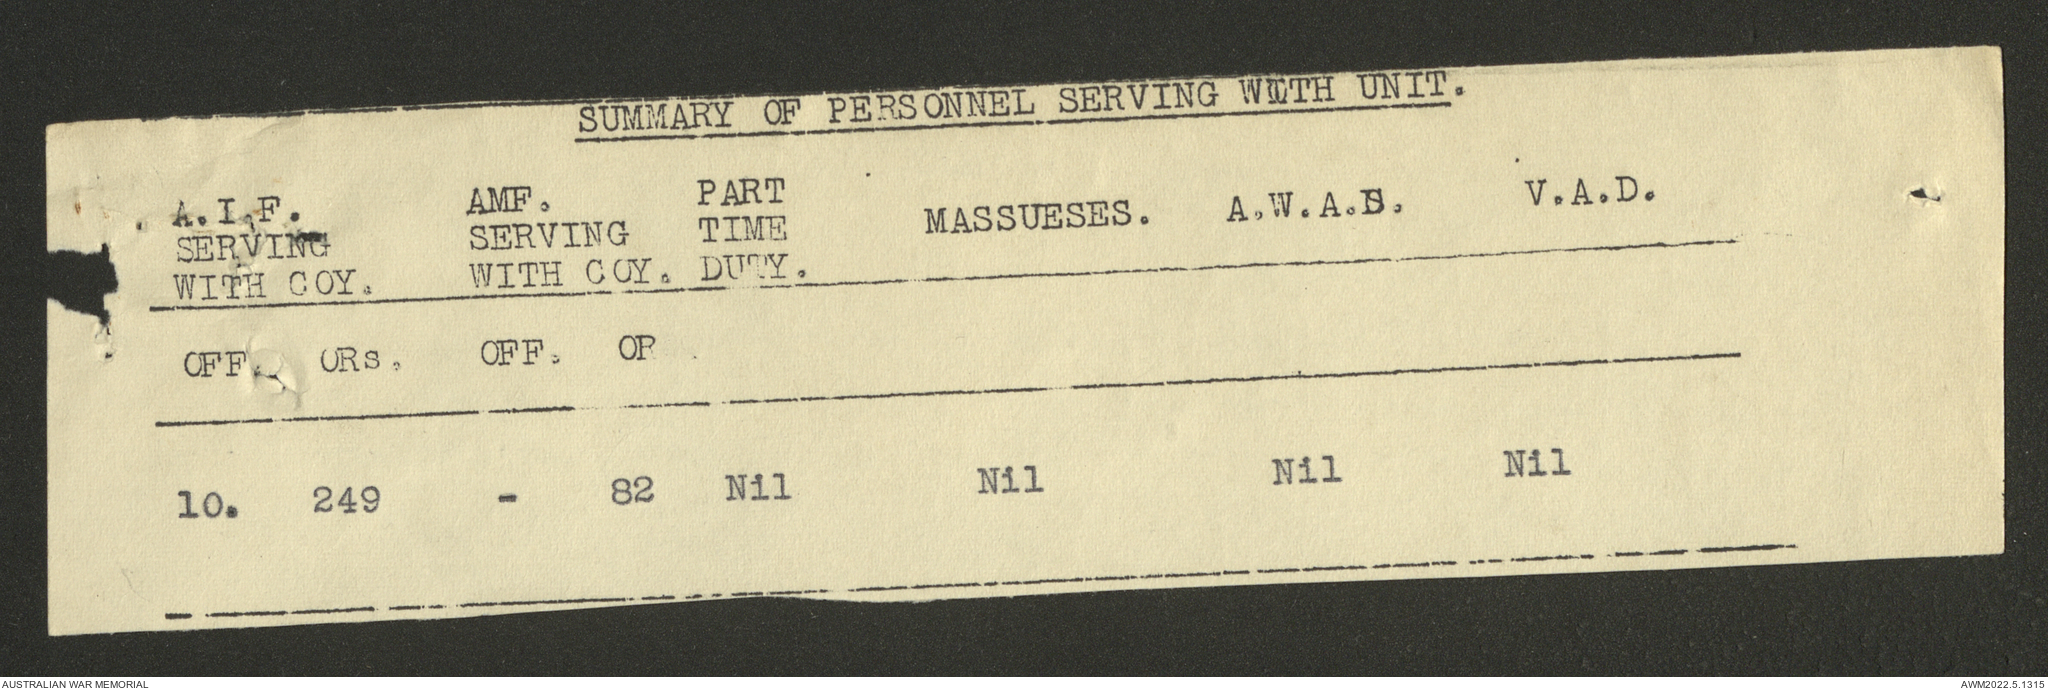 SUMMARY OF PERSONNEL SERVING WITH UNIT.
A.I.F. SERVING WITH COY. AMF. SERVING WITH COY. PART TIME DUTY. MASSUESES. A.W.A.S. V.A.D.
OFF. ORs. OFF. OR
10. 249 - 82 Nil Nil Nil Nil
AUSTRALIAN WAR MEMORIAL AWM2022.5.1315